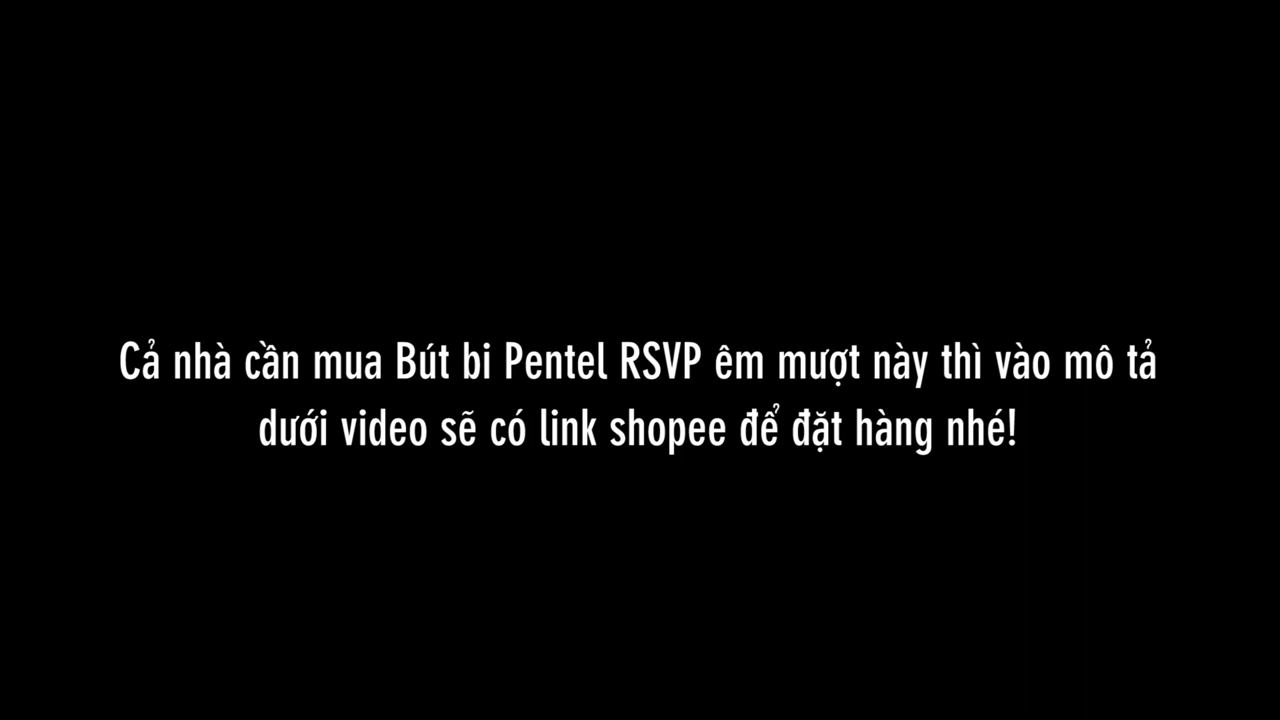 Cả nhà cần mua Bút bi Pentel RSVP êm mượt này thì vào mô tả
dưới video sẽ có link shopee để đặt hàng nhé!